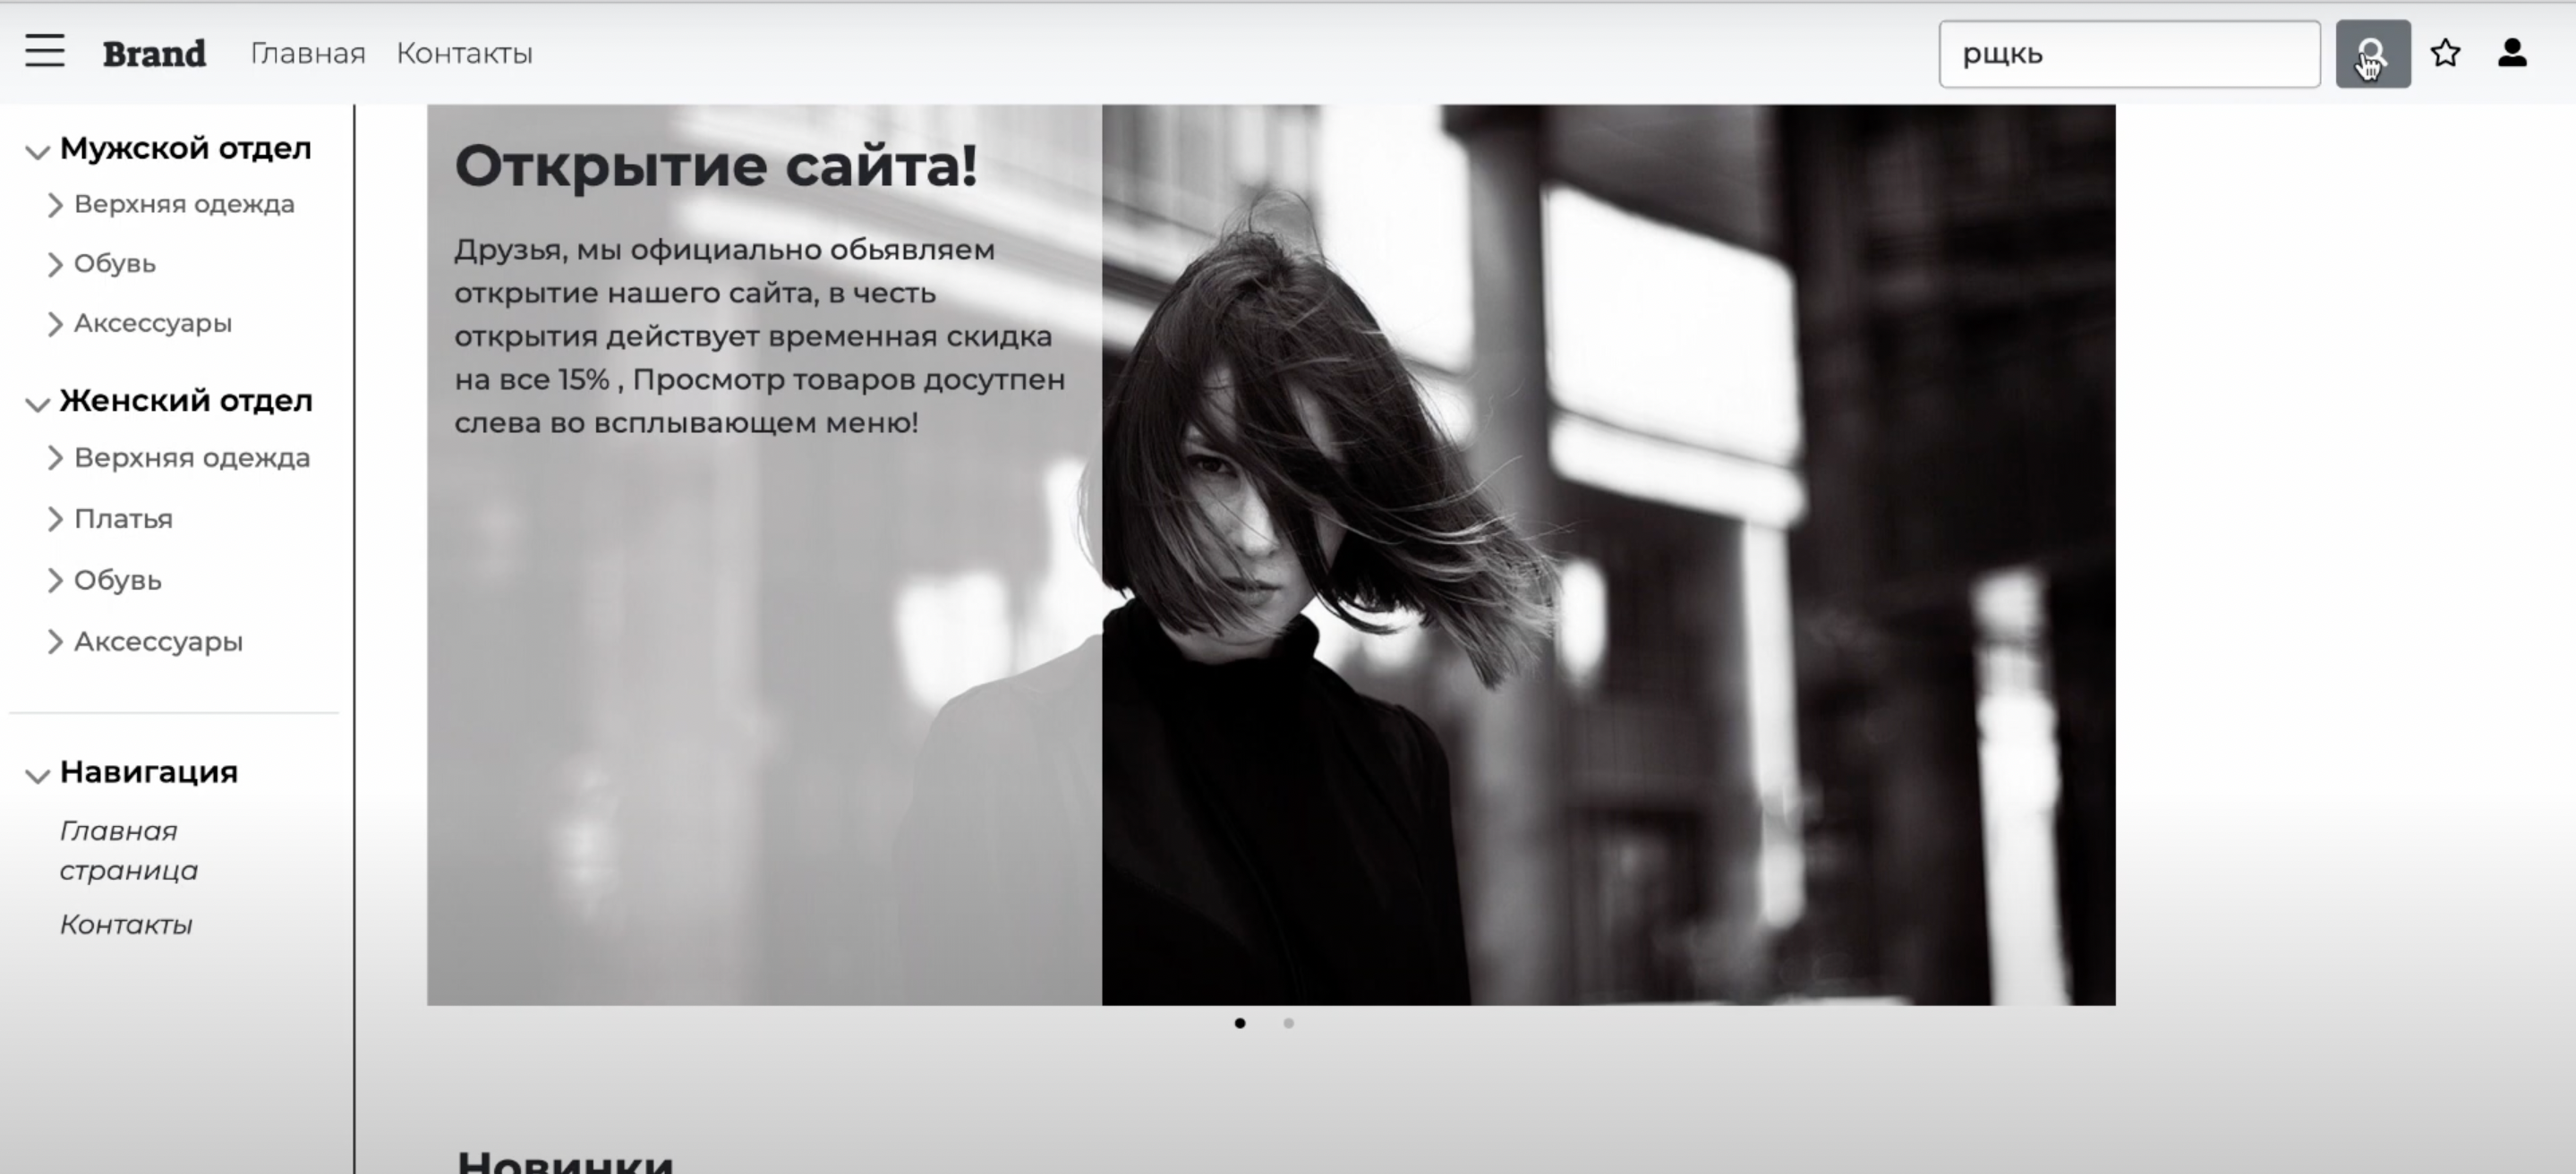 Brand Главная Контакты рщкь
Мужской отдел
Верхняя одежда
Обувь
Аксессуары
Женский отдел
Верхняя одежда
Платья
Обувь
Аксессуары
Навигация
Главная
страница
Контакты
Открытие сайта!
Друзья, мы официально обьявляем
открытие нашего сайта, в честь
открытия действует временная скидка
на все 15% , Просмотр товаров досутпен
слева во всплывающем меню!
Новинки